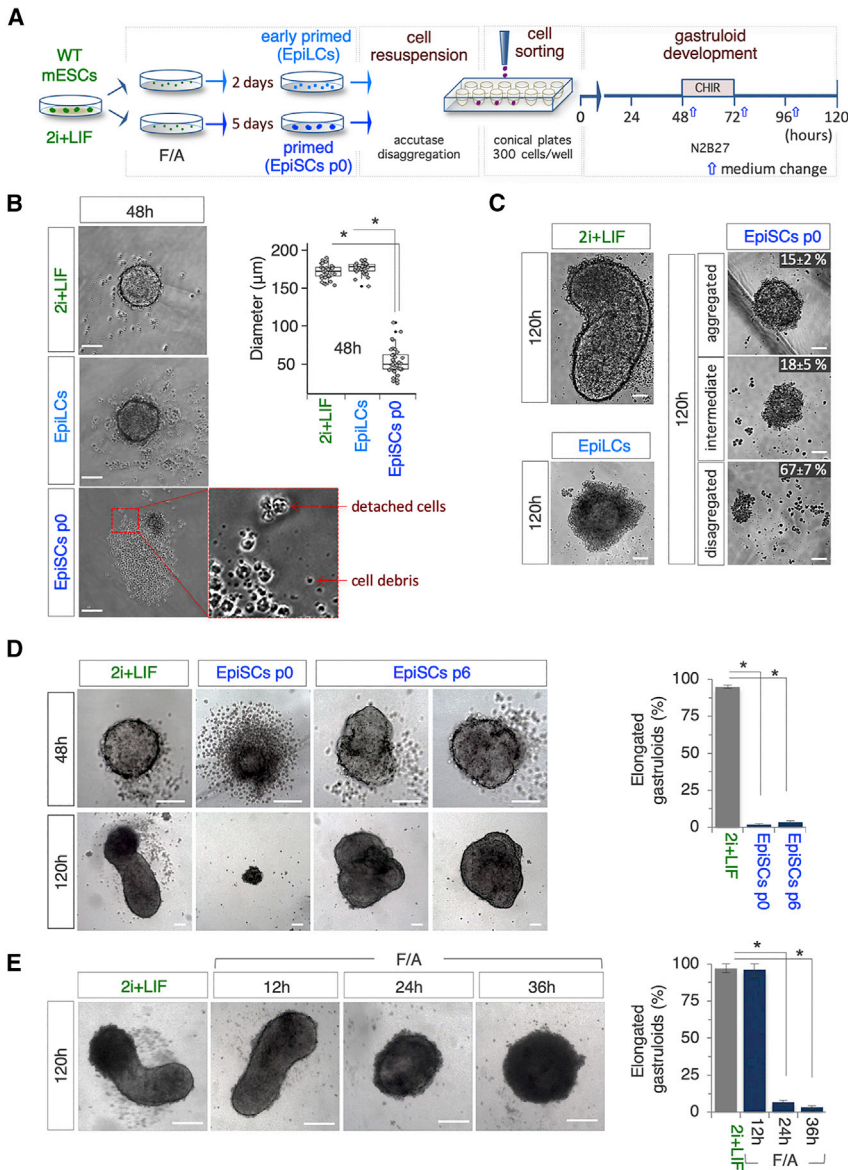 A
WT
mESCs
2i+LIF
F/A
2 days
5 days
early primed
(EpiLCs)
primed
(EpiSCs p0)
cell
resuspension
accutase
disaggregation
cell
sorting
conical plates
300 cells/well
gastruloid
development
CHIR
0 24 48 72 96 120
(hours)
N2B27
medium change
B
48h
2i+LIF
EpiLCs
EpiSCs p0
detached cells
cell debris
* *
Diameter (μm)
200
150
100
50
48h
2i+LIF
EpiLCs
EpiSCs p0
C
2i+LIF
120h
EpiLCs
120h
EpiSCs p0
120h
aggregated
15±2 %
intermediate
18±5 %
disagregated
67±7 %
D
2i+LIF
EpiSCs p0
EpiSCs p6
48h
120h
Elongated
gastruloids (%)
100
75
50
25
0
* *
2i+LIF
EpiSCs p0
EpiSCs p6
E
F/A
2i+LIF
12h
24h
36h
120h
Elongated
gastruloids (%)
100
75
50
25
0
* *
2i+LIF
12h
24h
36h
F/A